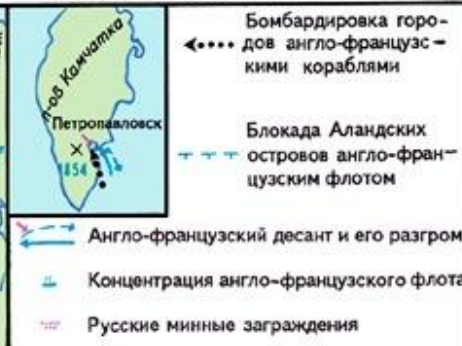 п-ов Камчатка
Петропавловск
1854
Бомбардировка горо-
дов англо-французс-
кими кораблями
Блокада Аландских
островов англо-фран-
цузским флотом
Англо-французский десант и его разгром
Концентрация англо-французского флота
Русские минные заграждения